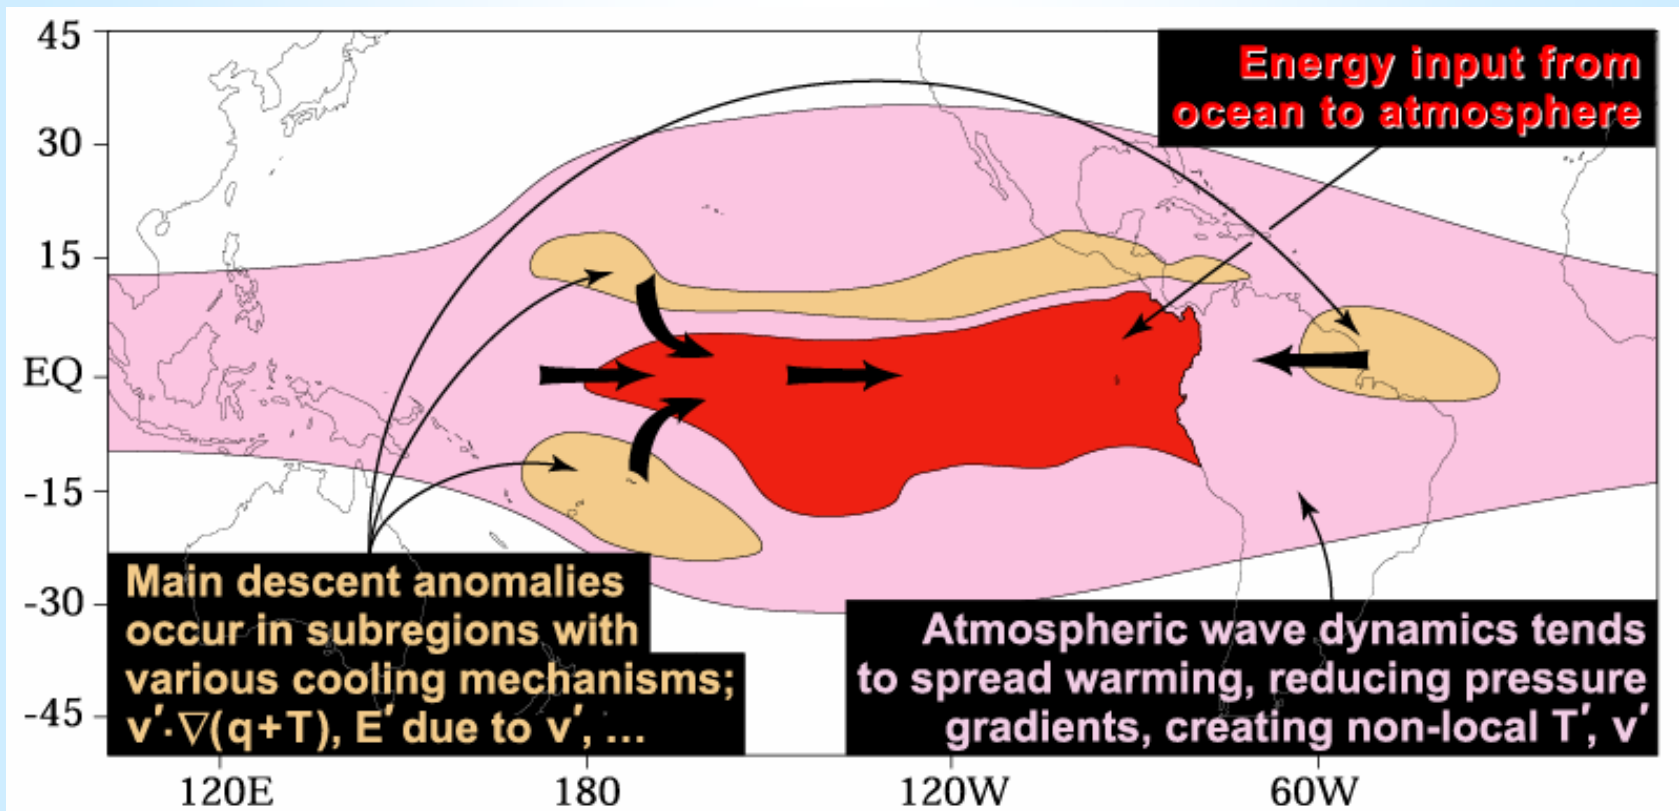 45
30
15
EQ
-15
-30
-45
120E
180
120W
60W
Energy input from
ocean to atmosphere
Main descent anomalies
occur in subregions with
various cooling mechanisms;
v′·∇(q+T), E′ due to v′, ...
Atmospheric wave dynamics tends
to spread warming, reducing pressure
gradients, creating non-local T′, v′